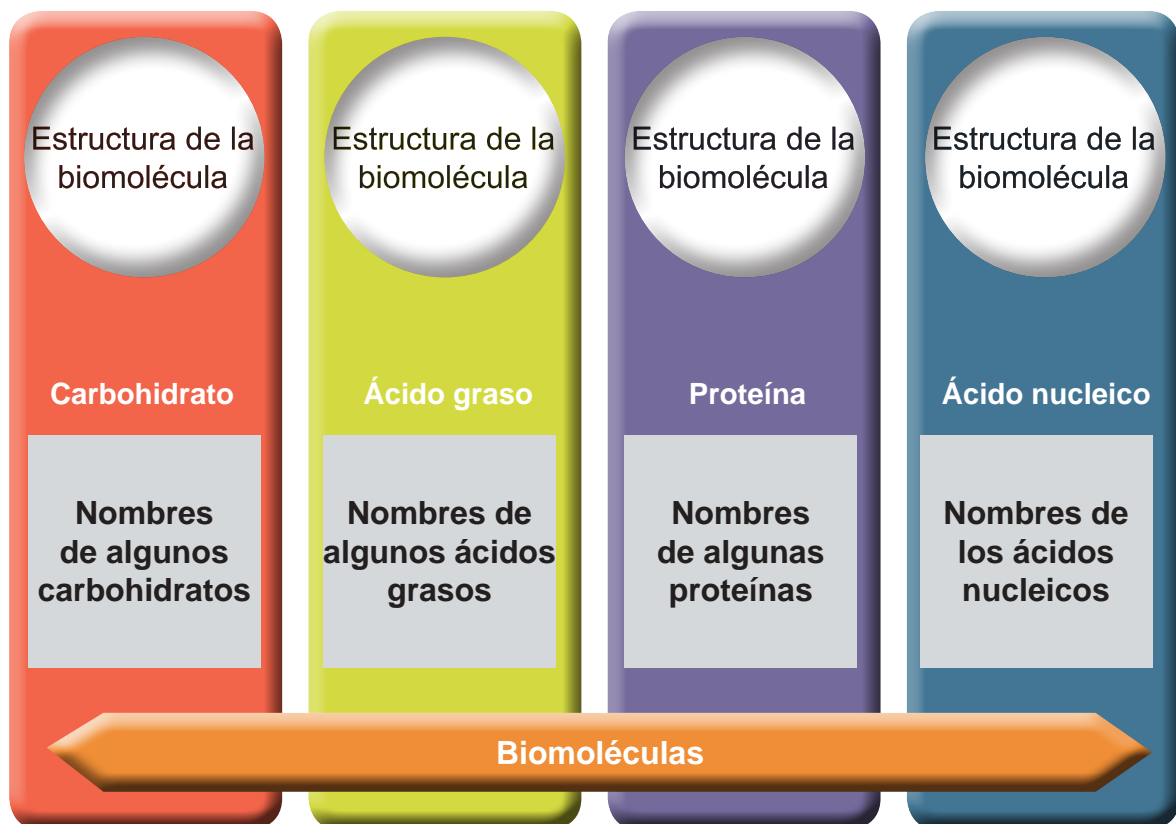 Estructura de la
biomolécula
Carbohidrato
Nombres
de algunos
carbohidratos
Estructura de la
biomolécula
Ácido graso
Nombres de
algunos ácidos
grasos
Estructura de la
biomolécula
Proteína
Nombres
de algunas
proteínas
Estructura de la
biomolécula
Ácido nucleico
Nombres de
los ácidos
nucleicos
Biomoléculas